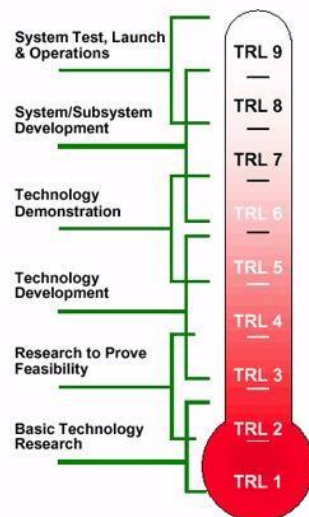 System Test, Launch
& Operations
System/Subsystem
Development
Technology
Demonstration
Technology
Development
Research to Prove
Feasibility
Basic Technology
Research
TRL 9
TRL 8
TRL 7
TRL 6
TRL 5
TRL 4
TRL 3
TRL 2
TRL 1